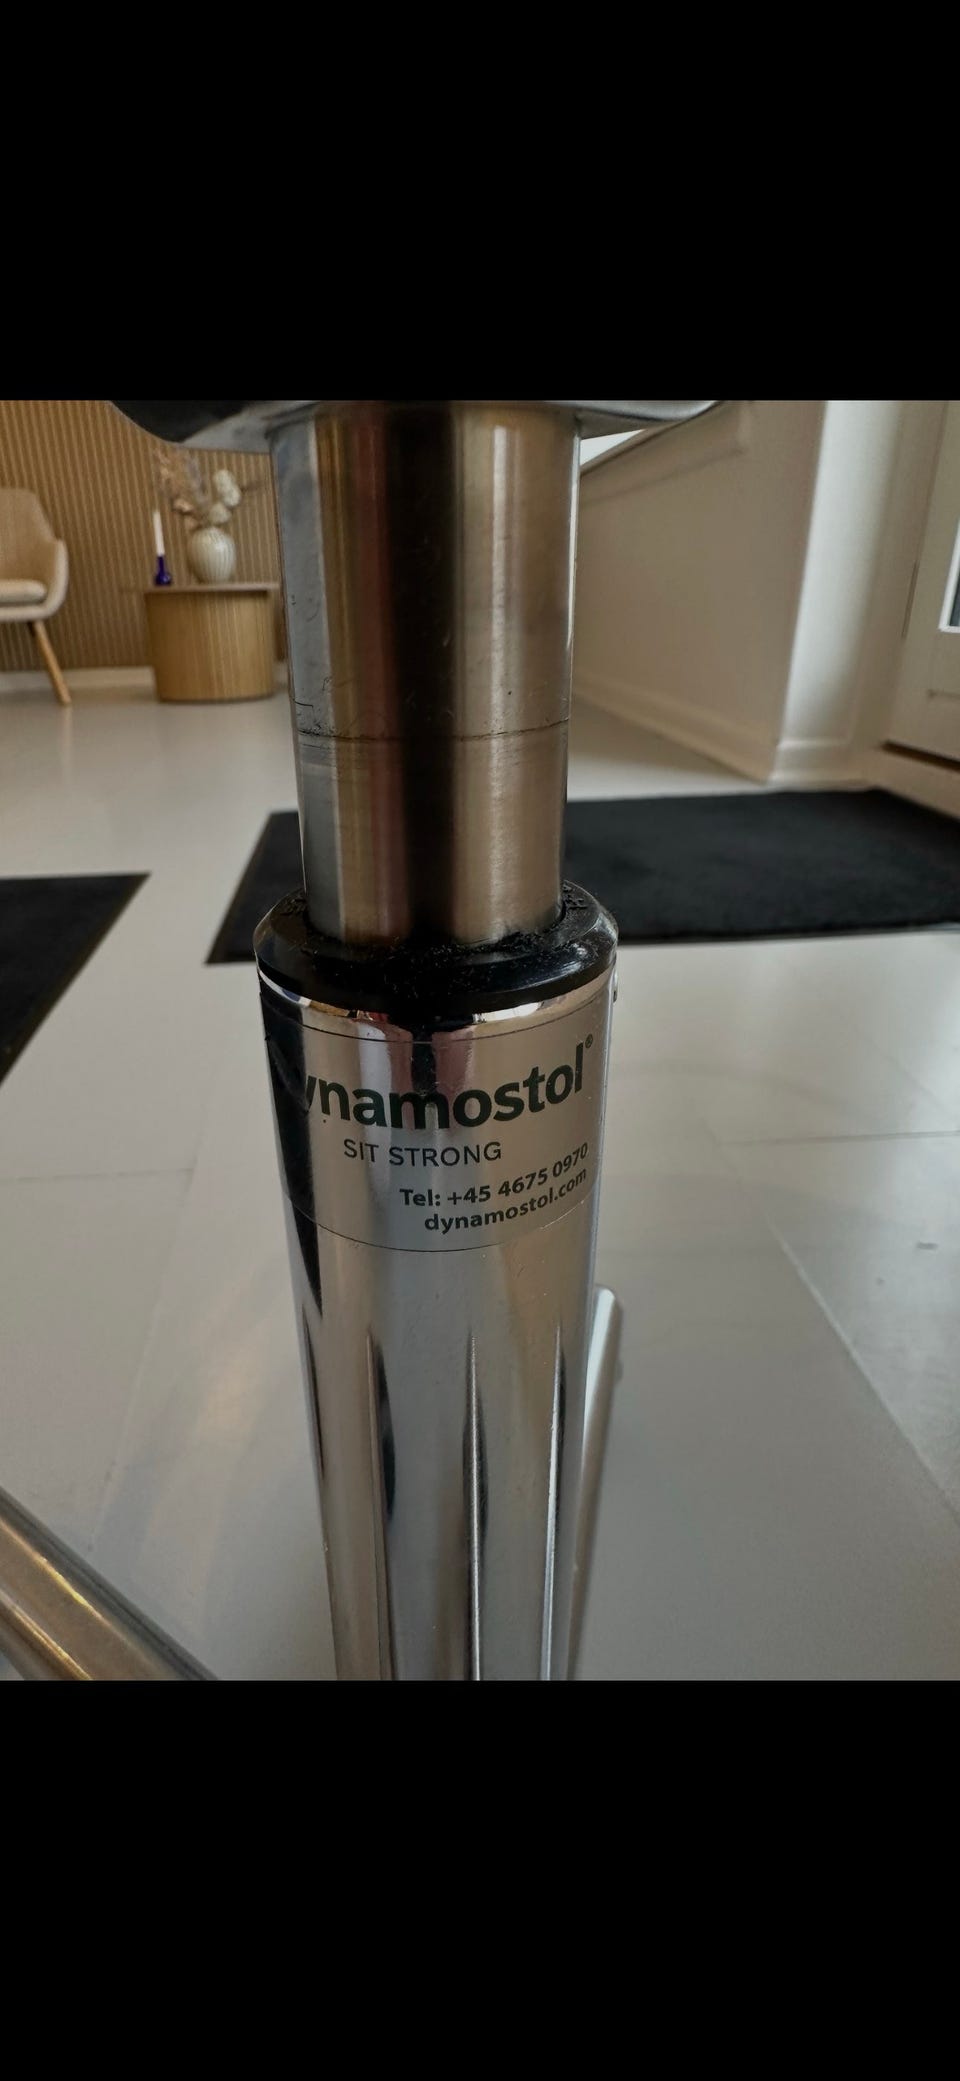 ynamostol®
SIT STRONG
Tel: +45 4675 0970
dynamostol.com